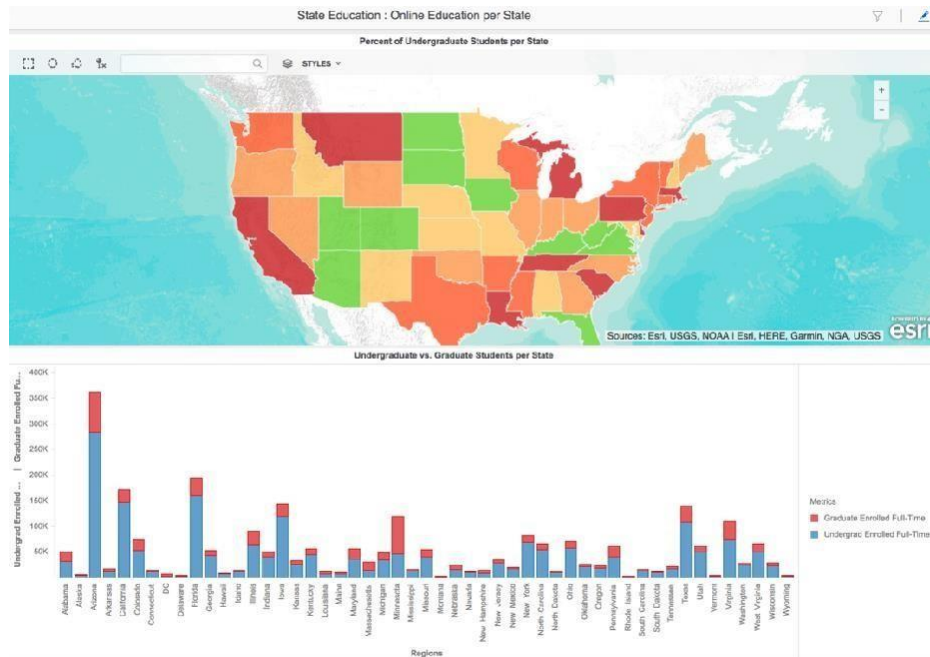 State Education : Online Education per State
Percent of Undergraduate Students per State
STYLES
+
-
Sources: Esri, USGS, NOAA | Esri, HERE, Garmin, NGA, USGS
esri
Undergraduate vs. Graduate Students per State
Undergrad Enrolled ... | Graduate Enrolled Fu...
400K
350K
300K
250K
200K
150K
100K
50K
Alabama
Alaska
Arizona
Arkansas
California
Colorado
Connecticut
DC
Delaware
Florida
Georgia
Hawaii
Idaho
Illinois
Indiana
Iowa
Kansas
Kentucky
Louisiana
Maine
Maryland
Massachusetts
Michigan
Minnesota
Mississippi
Missouri
Montana
Nebraska
Nevada
New Hampshire
New Jersey
New Mexico
New York
North Carolina
North Dakota
Ohio
Oklahoma
Oregon
Pennsylvania
Rhode Island
South Carolina
South Dakota
Tennessee
Texas
Utah
Vermont
Virginia
Washington
West Virginia
Wisconsin
Wyoming
Regions
Metrics
Graduate Enrolled Full-Time
Undergrad Enrolled Full-Time